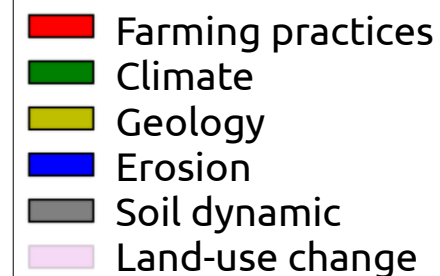 Farming practices
Climate
Geology
Erosion
Soil dynamic
Land-use change